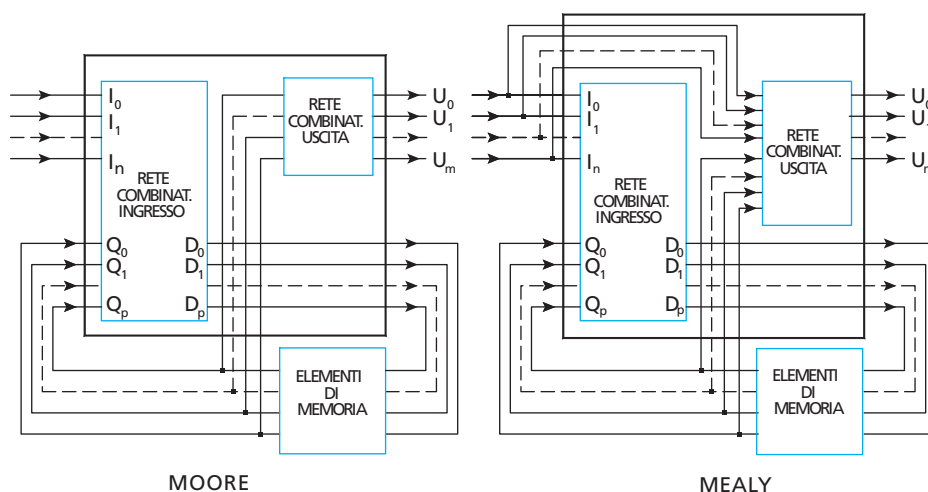 I0
I1
In
RETE
COMBINAT.
INGRESSO
Q0
Q1
Qp
D0
D1
Dp
RETE
COMBINAT.
USCITA
U0
U1
Um
ELEMENTI
DI
MEMORIA
MOORE
I0
I1
In
RETE
COMBINAT.
INGRESSO
Q0
Q1
Qp
D0
D1
Dp
RETE
COMBINAT.
USCITA
U
U
U
ELEMENTI
DI
MEMORIA
MEALY